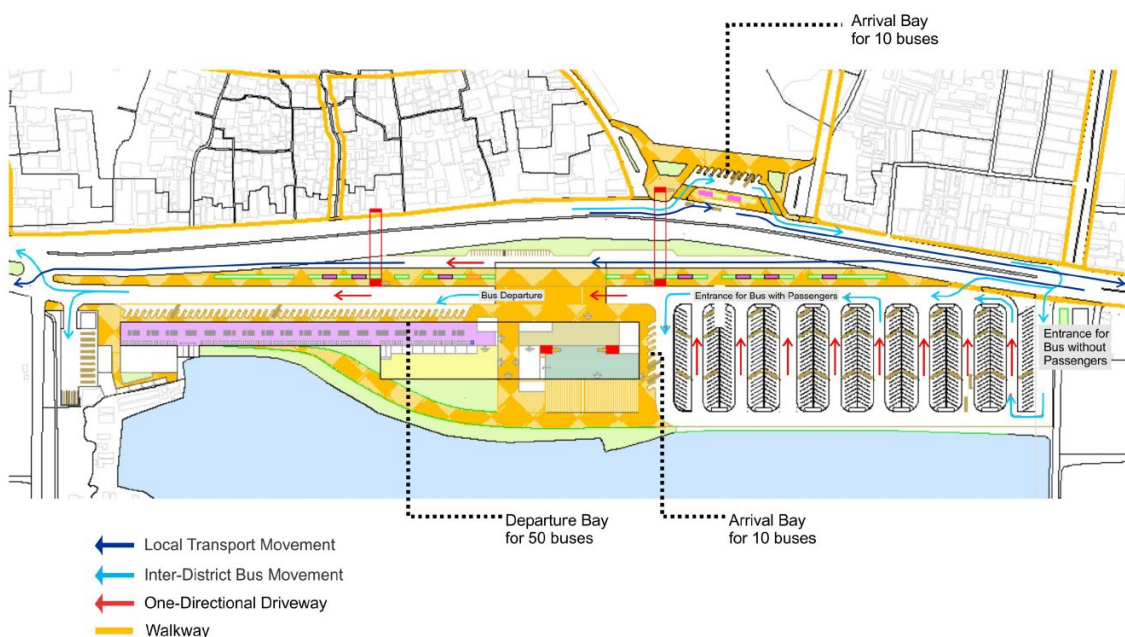 Arrival Bay
for 10 buses
Bus Departure
Entrance for Bus with Passengers
Entrance for
Bus without
Passengers
Departure Bay
for 50 buses
Arrival Bay
for 10 buses
Local Transport Movement
Inter-District Bus Movement
One-Directional Driveway
Walkway